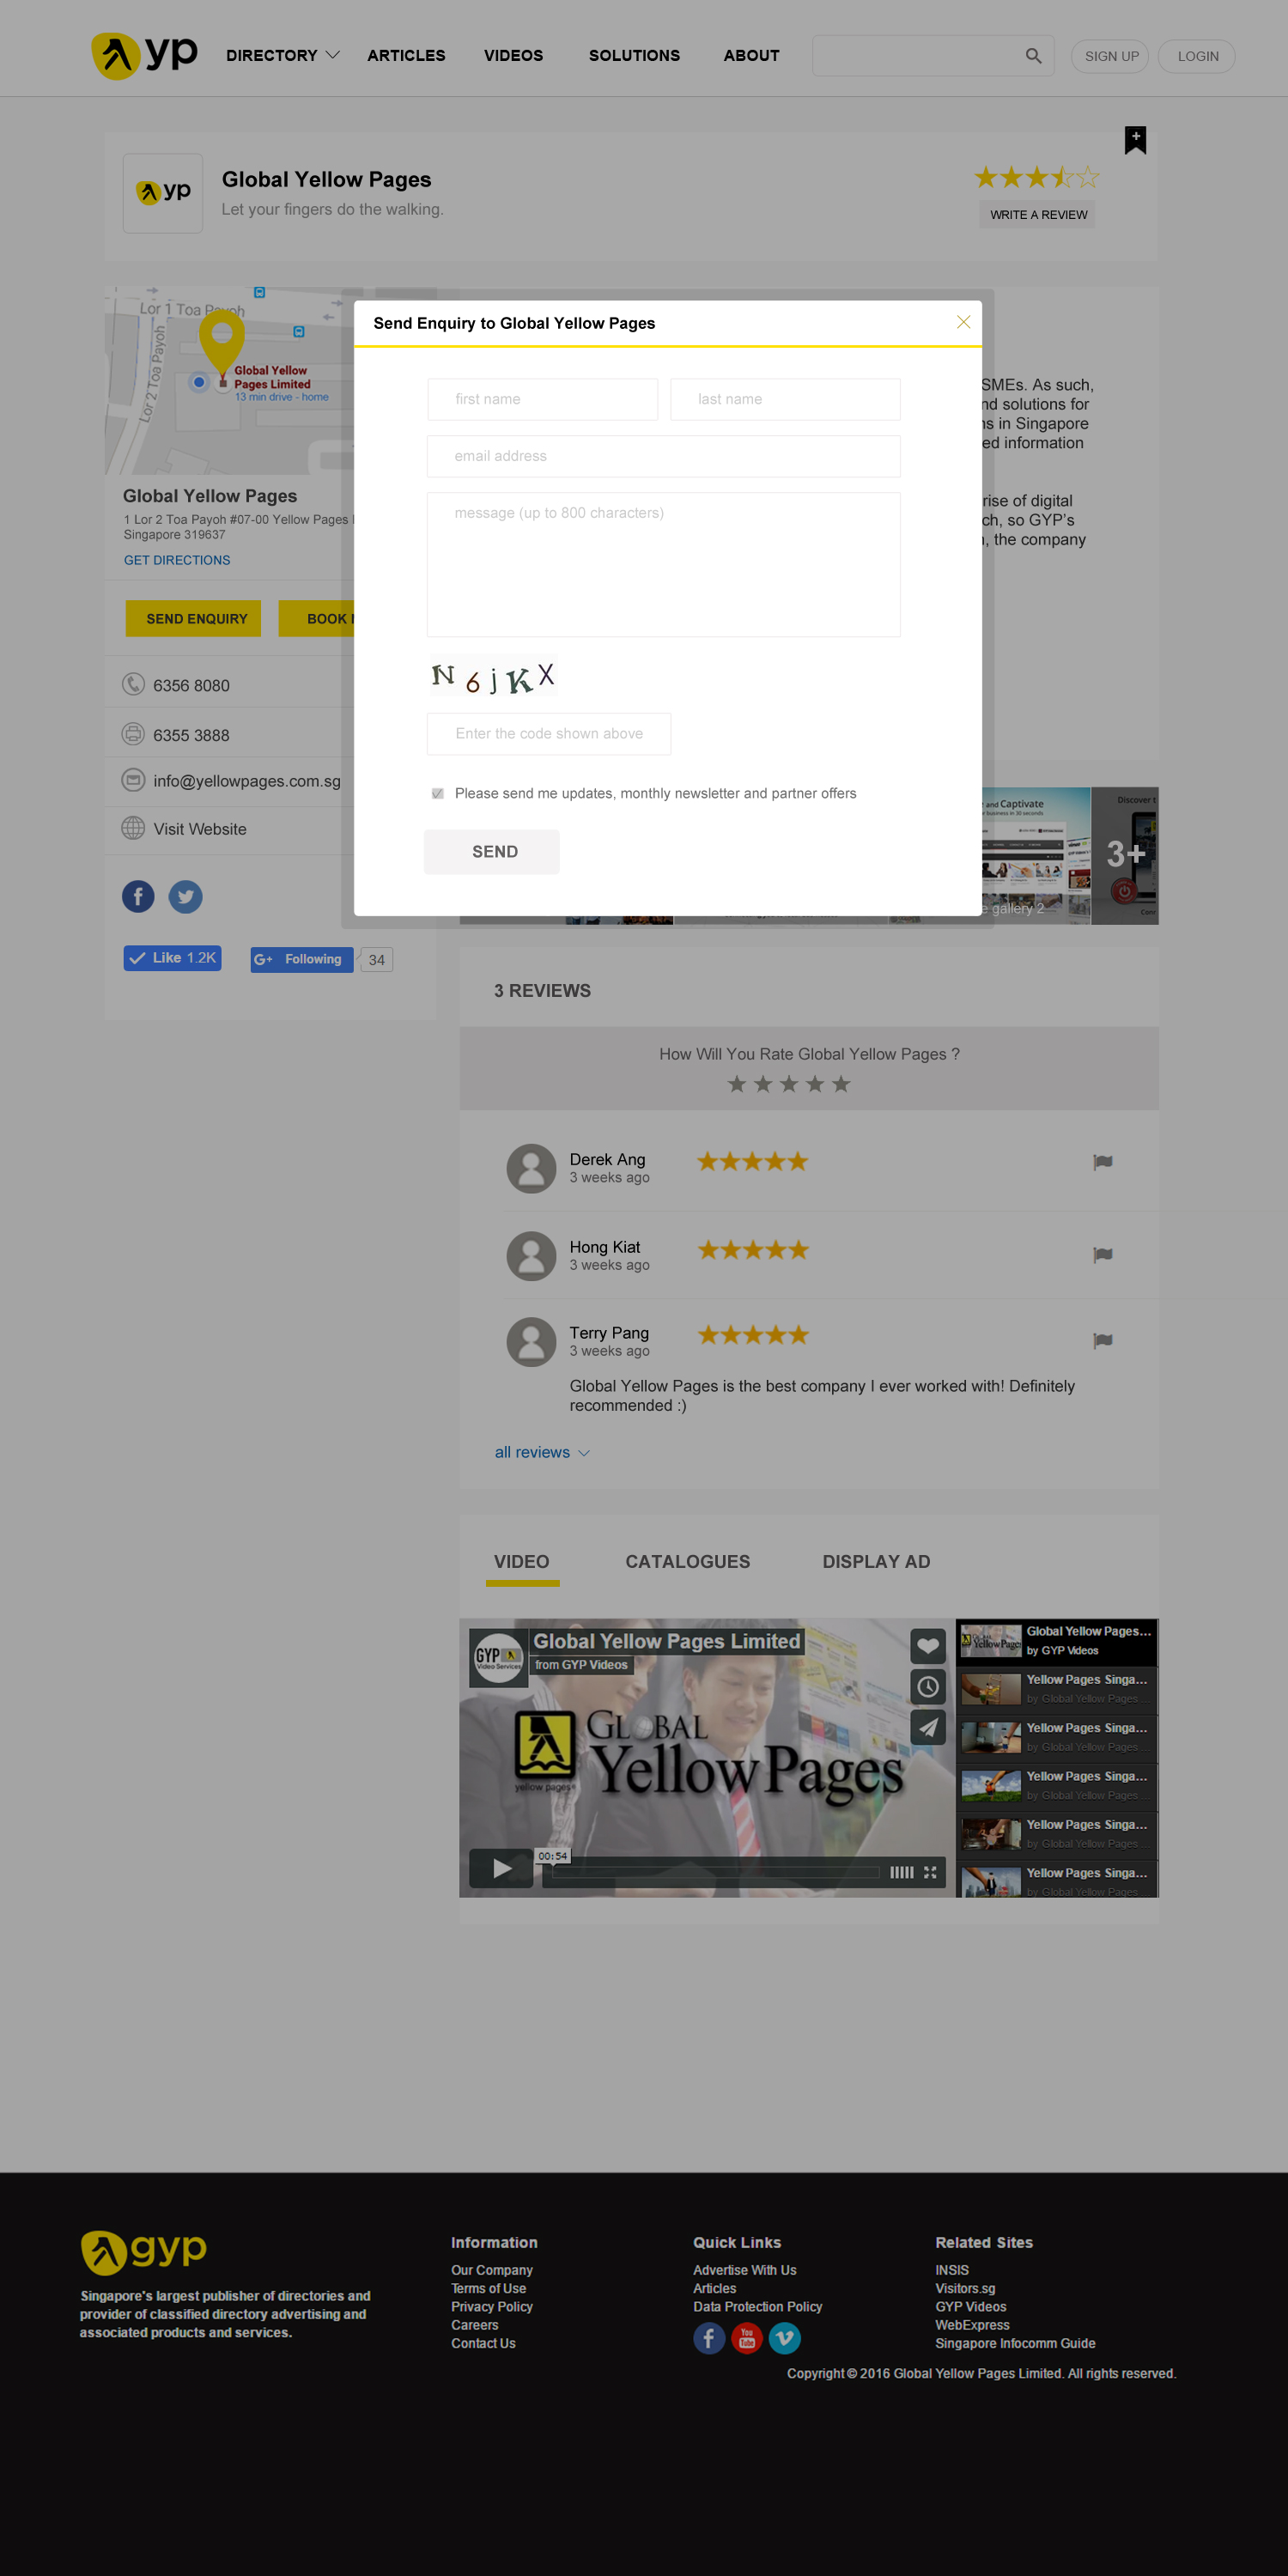 yp
DIRECTORY
ARTICLES
VIDEOS
SOLUTIONS
ABOUT
SIGN UP
LOGIN
yp
Global Yellow Pages
Let your fingers do the walking.
WRITE A REVIEW
Lor 1 Toa Payoh
Lor 2 Toa Payoh
Global Yellow
Pages Limited
13 min drive - home
Global Yellow Pages
1 Lor 2 Toa Payoh #07-00 Yellow Pages
Singapore 319637
GET DIRECTIONS
SEND ENQUIRY
BOOK
6356 8080
6355 3888
info@yellowpages.com.sg
Visit Website
Like 1.2K
G+ Following
34
Send Enquiry to Global Yellow Pages
first name
last name
email address
message (up to 800 characters)
N6jKX
Enter the code shown above
Please send me updates, monthly newsletter and partner offers
SEND
SMEs. As such,
nd solutions for
ns in Singapore
ed information
rise of digital
ch, so GYP's
, the company
and Captivate
business in 30 seconds
Discover t
3+
Conn
e gallery 2
3 REVIEWS
How Will You Rate Global Yellow Pages ?
Derek Ang
3 weeks ago
Hong Kiat
3 weeks ago
Terry Pang
3 weeks ago
Global Yellow Pages is the best company I ever worked with! Definitely
recommended :)
all reviews
VIDEO
CATALOGUES
DISPLAY AD
GYP
Video Services
Global Yellow Pages Limited
from GYP Videos
GLOBAL
Yellow Pages
yellow pages®
00:54
Global Yellow Pages...
by GYP Videos
Yellow Pages Singa...
by Global Yellow Pages ...
Yellow Pages Singa...
by Global Yellow Pages ...
Yellow Pages Singa...
by Global Yellow Pages ...
Yellow Pages Singa...
by Global Yellow Pages ...
Yellow Pages Singa...
by Global Yellow Pages ...
gyp
Singapore's largest publisher of directories and
provider of classified directory advertising and
associated products and services.
Information
Our Company
Terms of Use
Privacy Policy
Careers
Contact Us
Quick Links
Advertise With Us
Articles
Data Protection Policy
You
Tube
Related Sites
INSIS
Visitors.sg
GYP Videos
WebExpress
Singapore Infocomm Guide
Copyright © 2016 Global Yellow Pages Limited. All rights reserved.